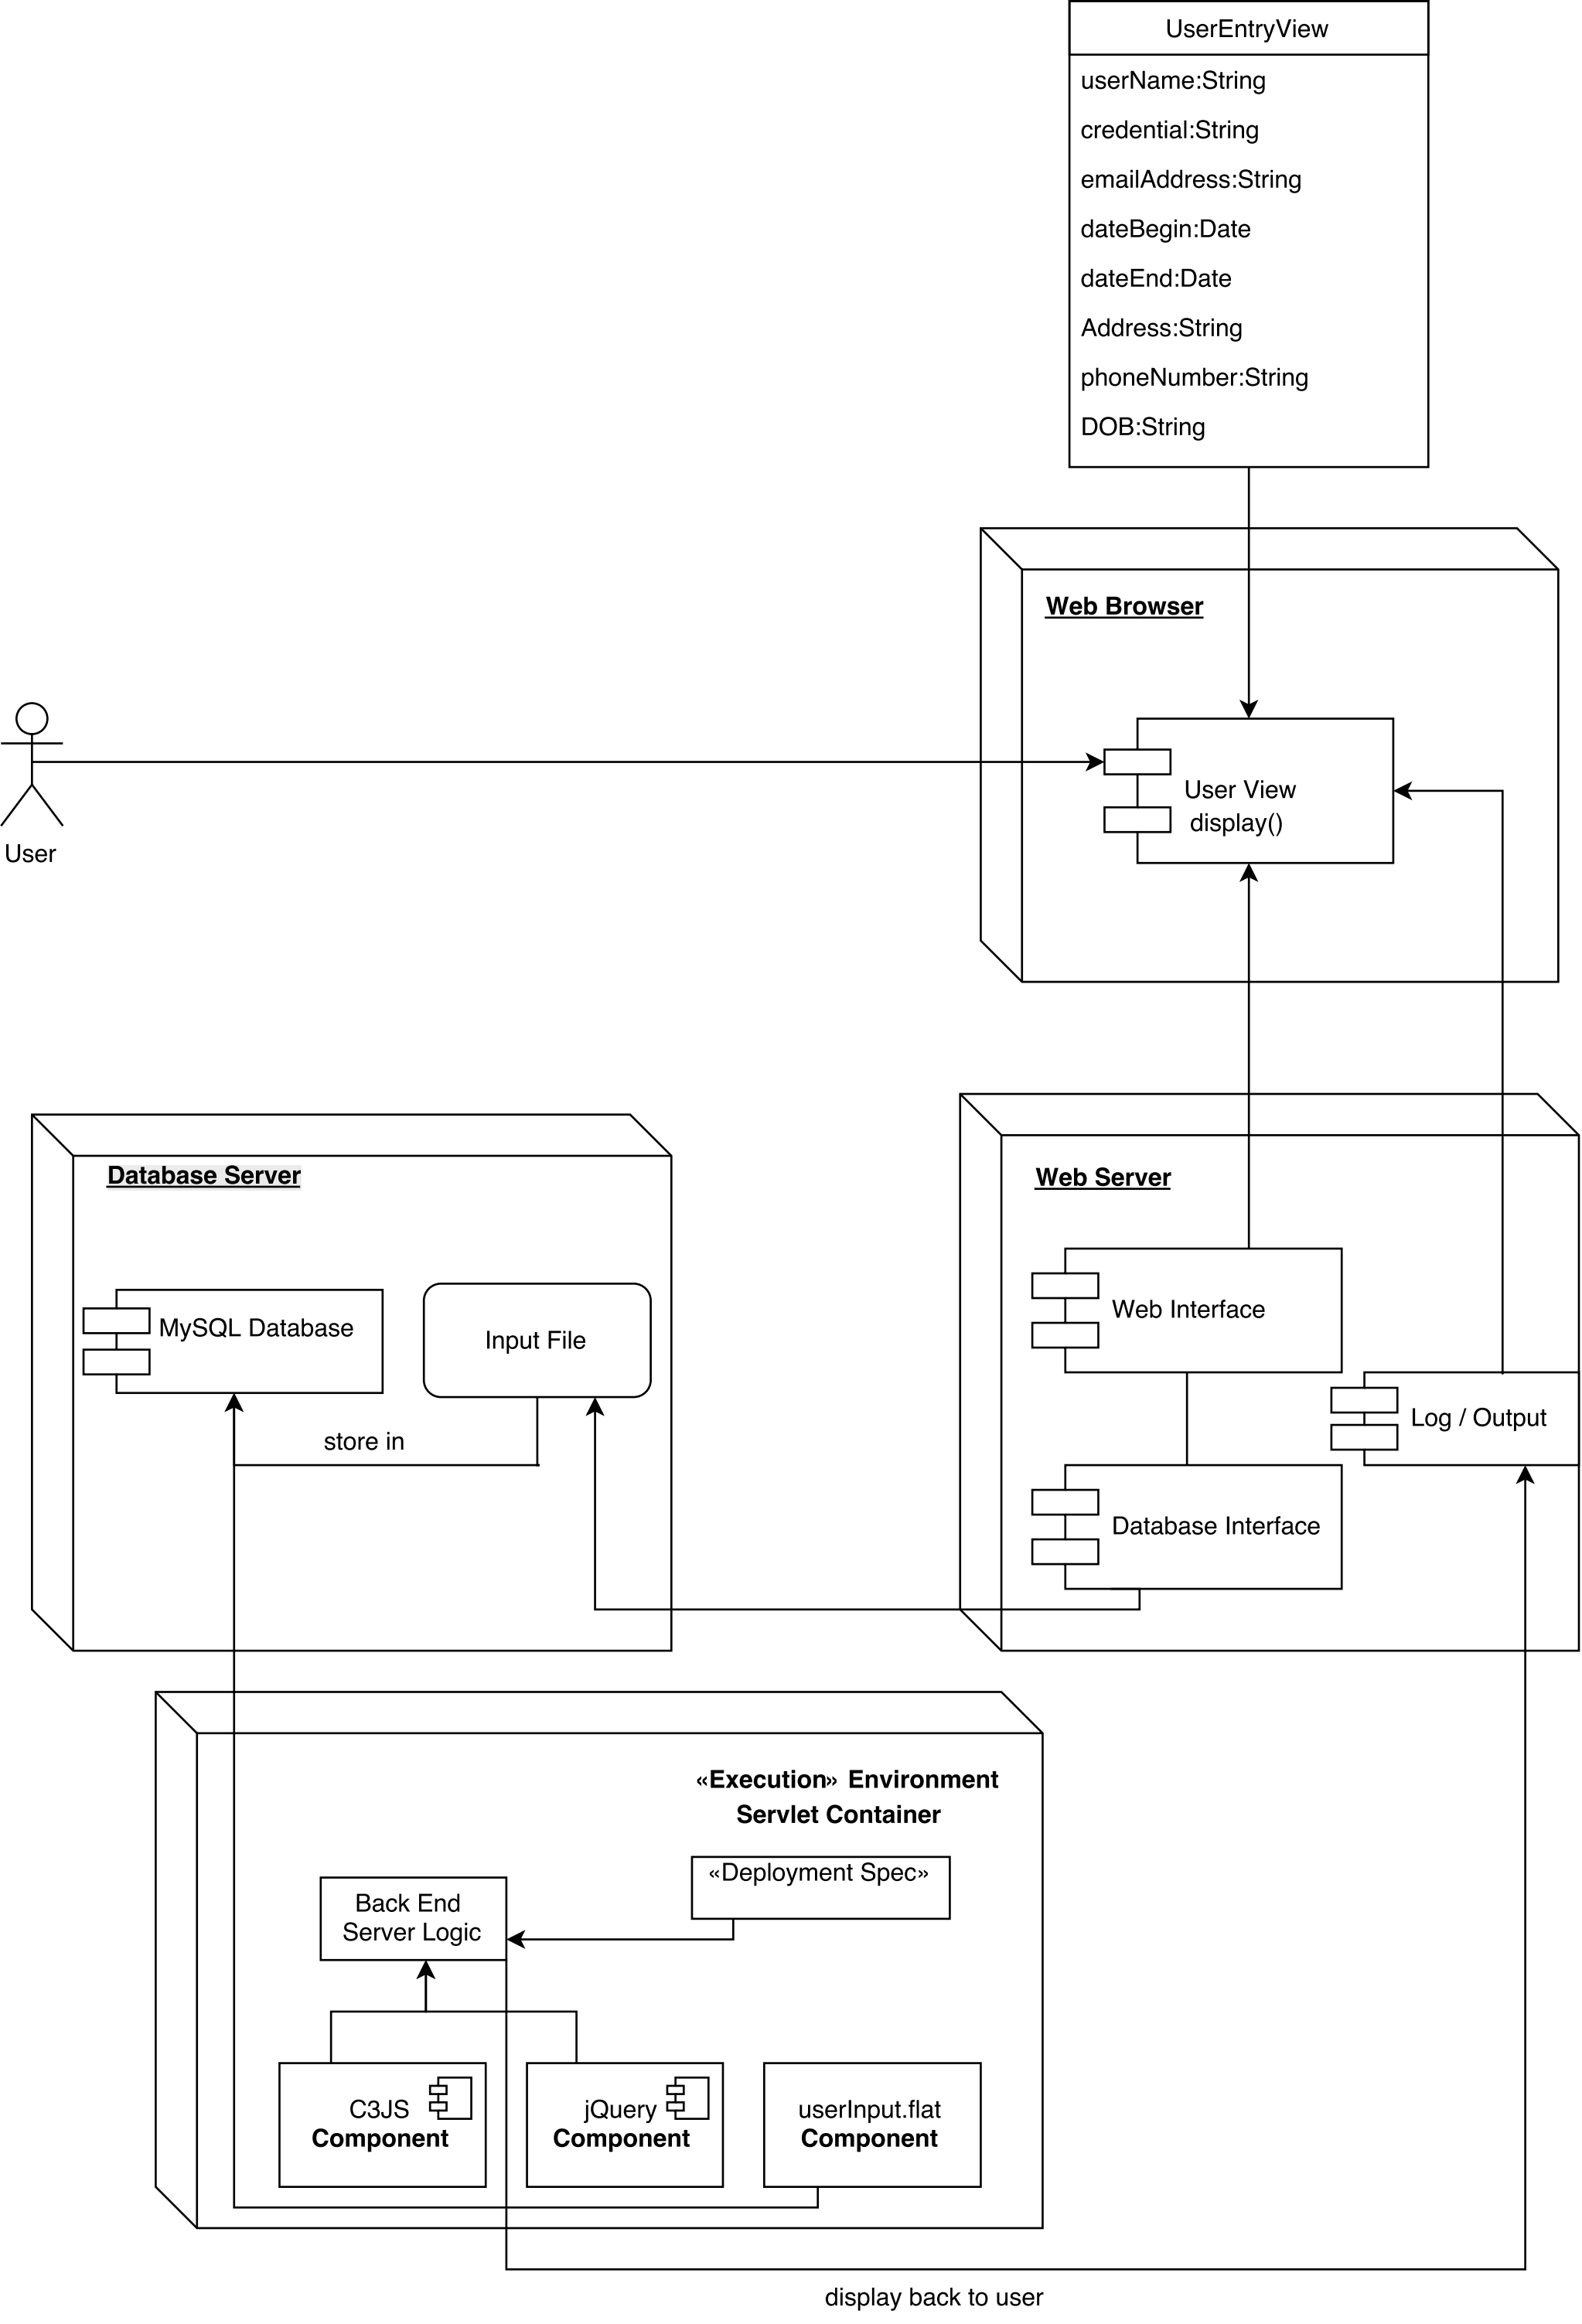 UserEntryView
userName:String
credential:String
emailAddress:String
dateBegin:Date
dateEnd:Date
Address:String
phoneNumber:String
DOB:String
Web Browser
User View
display()
User
Database Server
MySQL Database
Input File
store in
Web Server
Web Interface
Log / Output
Database Interface
«Execution» Environment
Servlet Container
«Deployment Spec»
Back End
Server Logic
C3JS
Component
jQuery
Component
userInput.flat
Component
display back to user